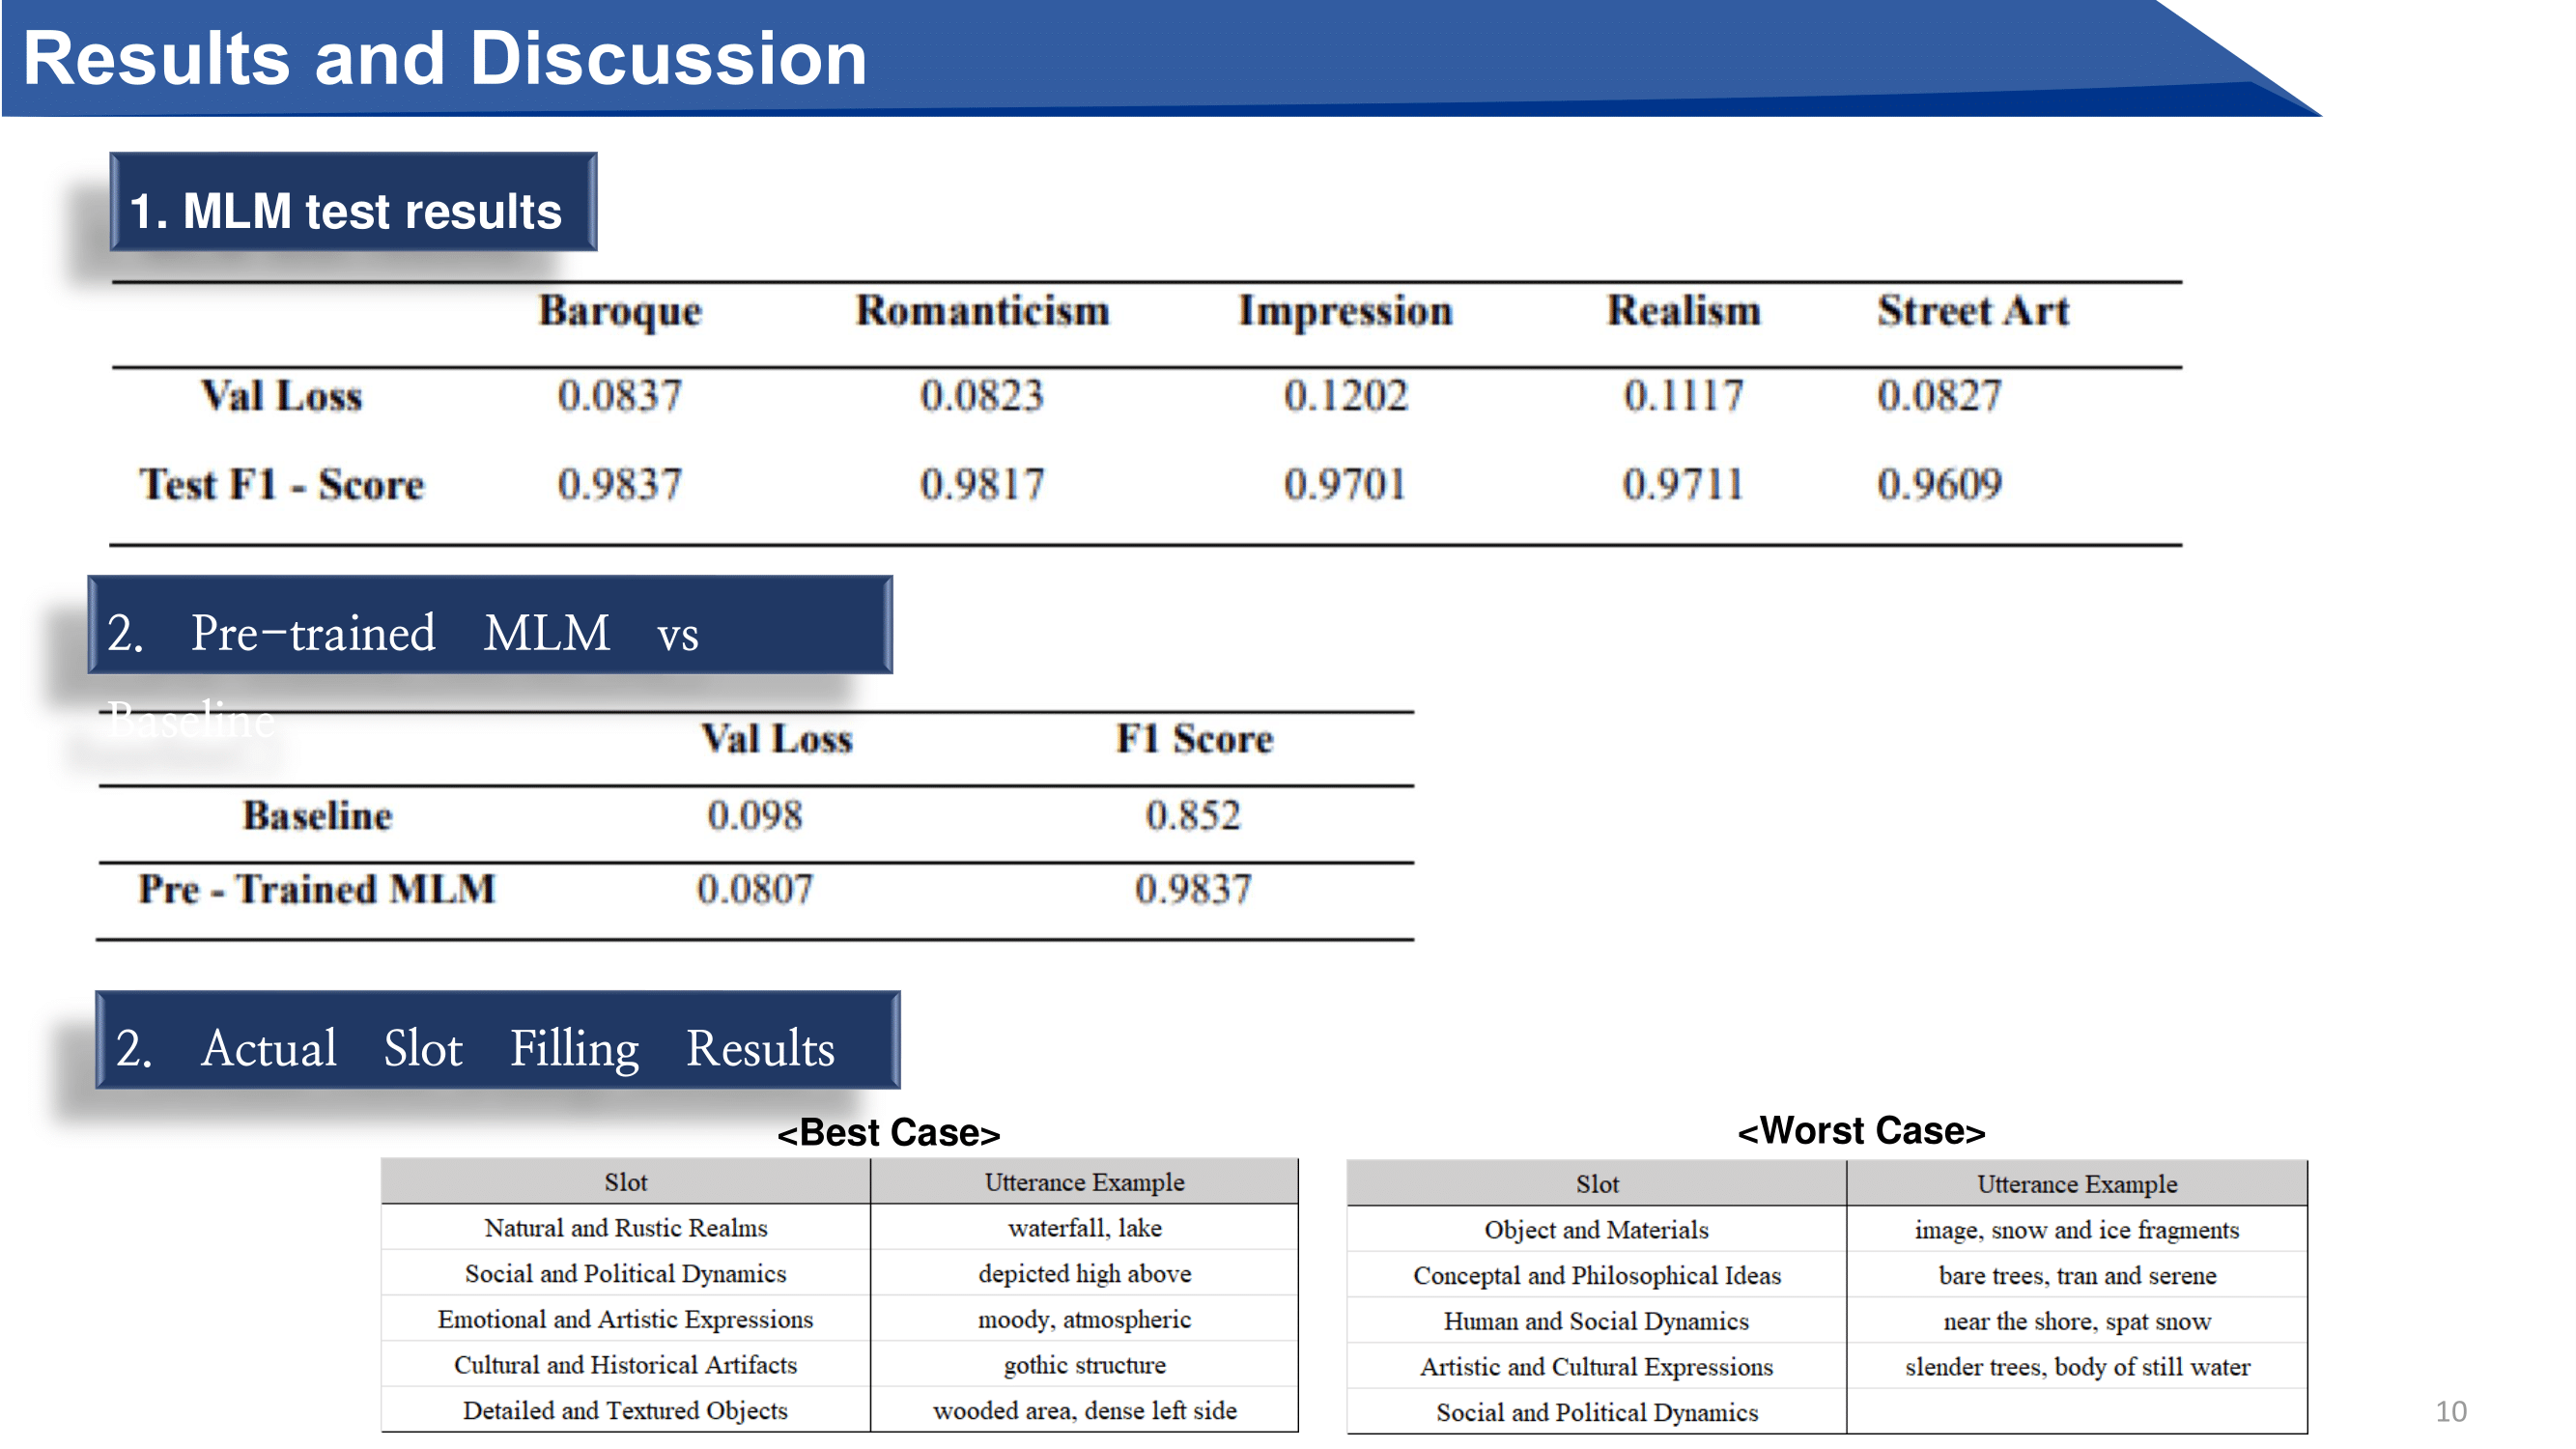 Results and Discussion
1. MLM test results
Baroque Romanticism Impression Realism Street Art
Val Loss 0.0837 0.0823 0.1202 0.1117 0.0827
Test F1 - Score 0.9837 0.9817 0.9701 0.9711 0.9609
2. Pre-trained MLM vs
Baseline
Val Loss F1 Score
Baseline 0.098 0.852
Pre - Trained MLM 0.0807 0.9837
2. Actual Slot Filling Results
<Best Case>
Slot Utterance Example
Natural and Rustic Realms waterfall, lake
Social and Political Dynamics depicted high above
Emotional and Artistic Expressions moody, atmospheric
Cultural and Historical Artifacts gothic structure
Detailed and Textured Objects wooded area, dense left side
<Worst Case>
Slot Utterance Example
Object and Materials image, snow and ice fragments
Conceptal and Philosophical Ideas bare trees, tran and serene
Human and Social Dynamics near the shore, spat snow
Artistic and Cultural Expressions slender trees, body of still water
Social and Political Dynamics
10